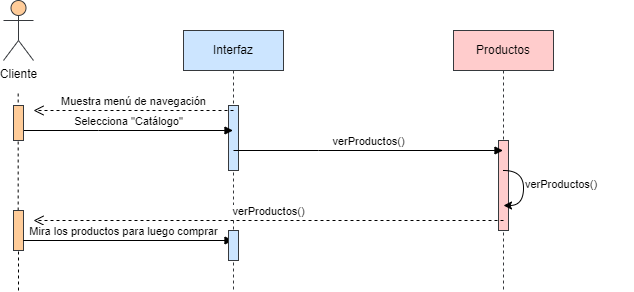 Cliente
Interfaz
Productos
Muestra menú de navegación
Selecciona "Catálogo"
verProductos()
verProductos()
verProductos()
Mira los productos para luego comprar